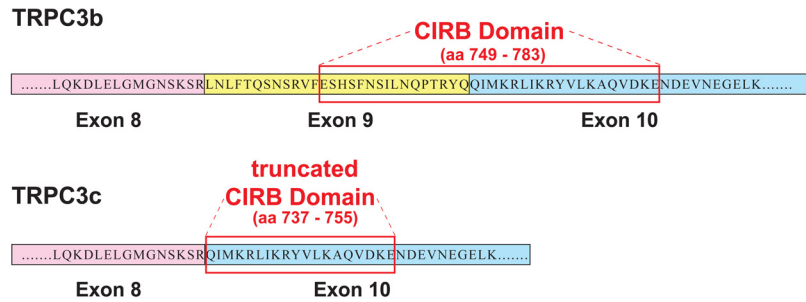 TRPC3b
CIRB Domain
(aa 749 - 783)
.......LQKDLELGMGNSKSRLNLFTQSNSRVFESHSFNSILNQPTRYQQIMKRLIKRYVLKAQVDKENDEVNEGELK.......
Exon 8 Exon 9 Exon 10
truncated
TRPC3c
CIRB Domain
(aa 737 - 755)
.......LQKDLELGMGNSKSRQIMKRLIKRYVLKAQVDKENDEVNEGELK.......
Exon 8 Exon 10